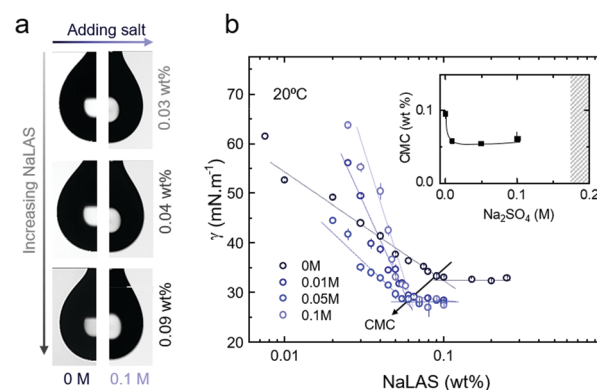 a
Adding salt
Increasing NaLAS
0.03 wt%
0.04 wt%
0.09 wt%
0 M
0.1 M
b
20ºC
γ (mN.m⁻¹)
70
60
50
40
30
20
0M
0.01M
0.05M
0.1M
CMC
0.01
0.1
NaLAS (wt%)
CMC (wt %)
0.1
0.0
0.0
0.1
0.2
Na₂SO₄ (M)